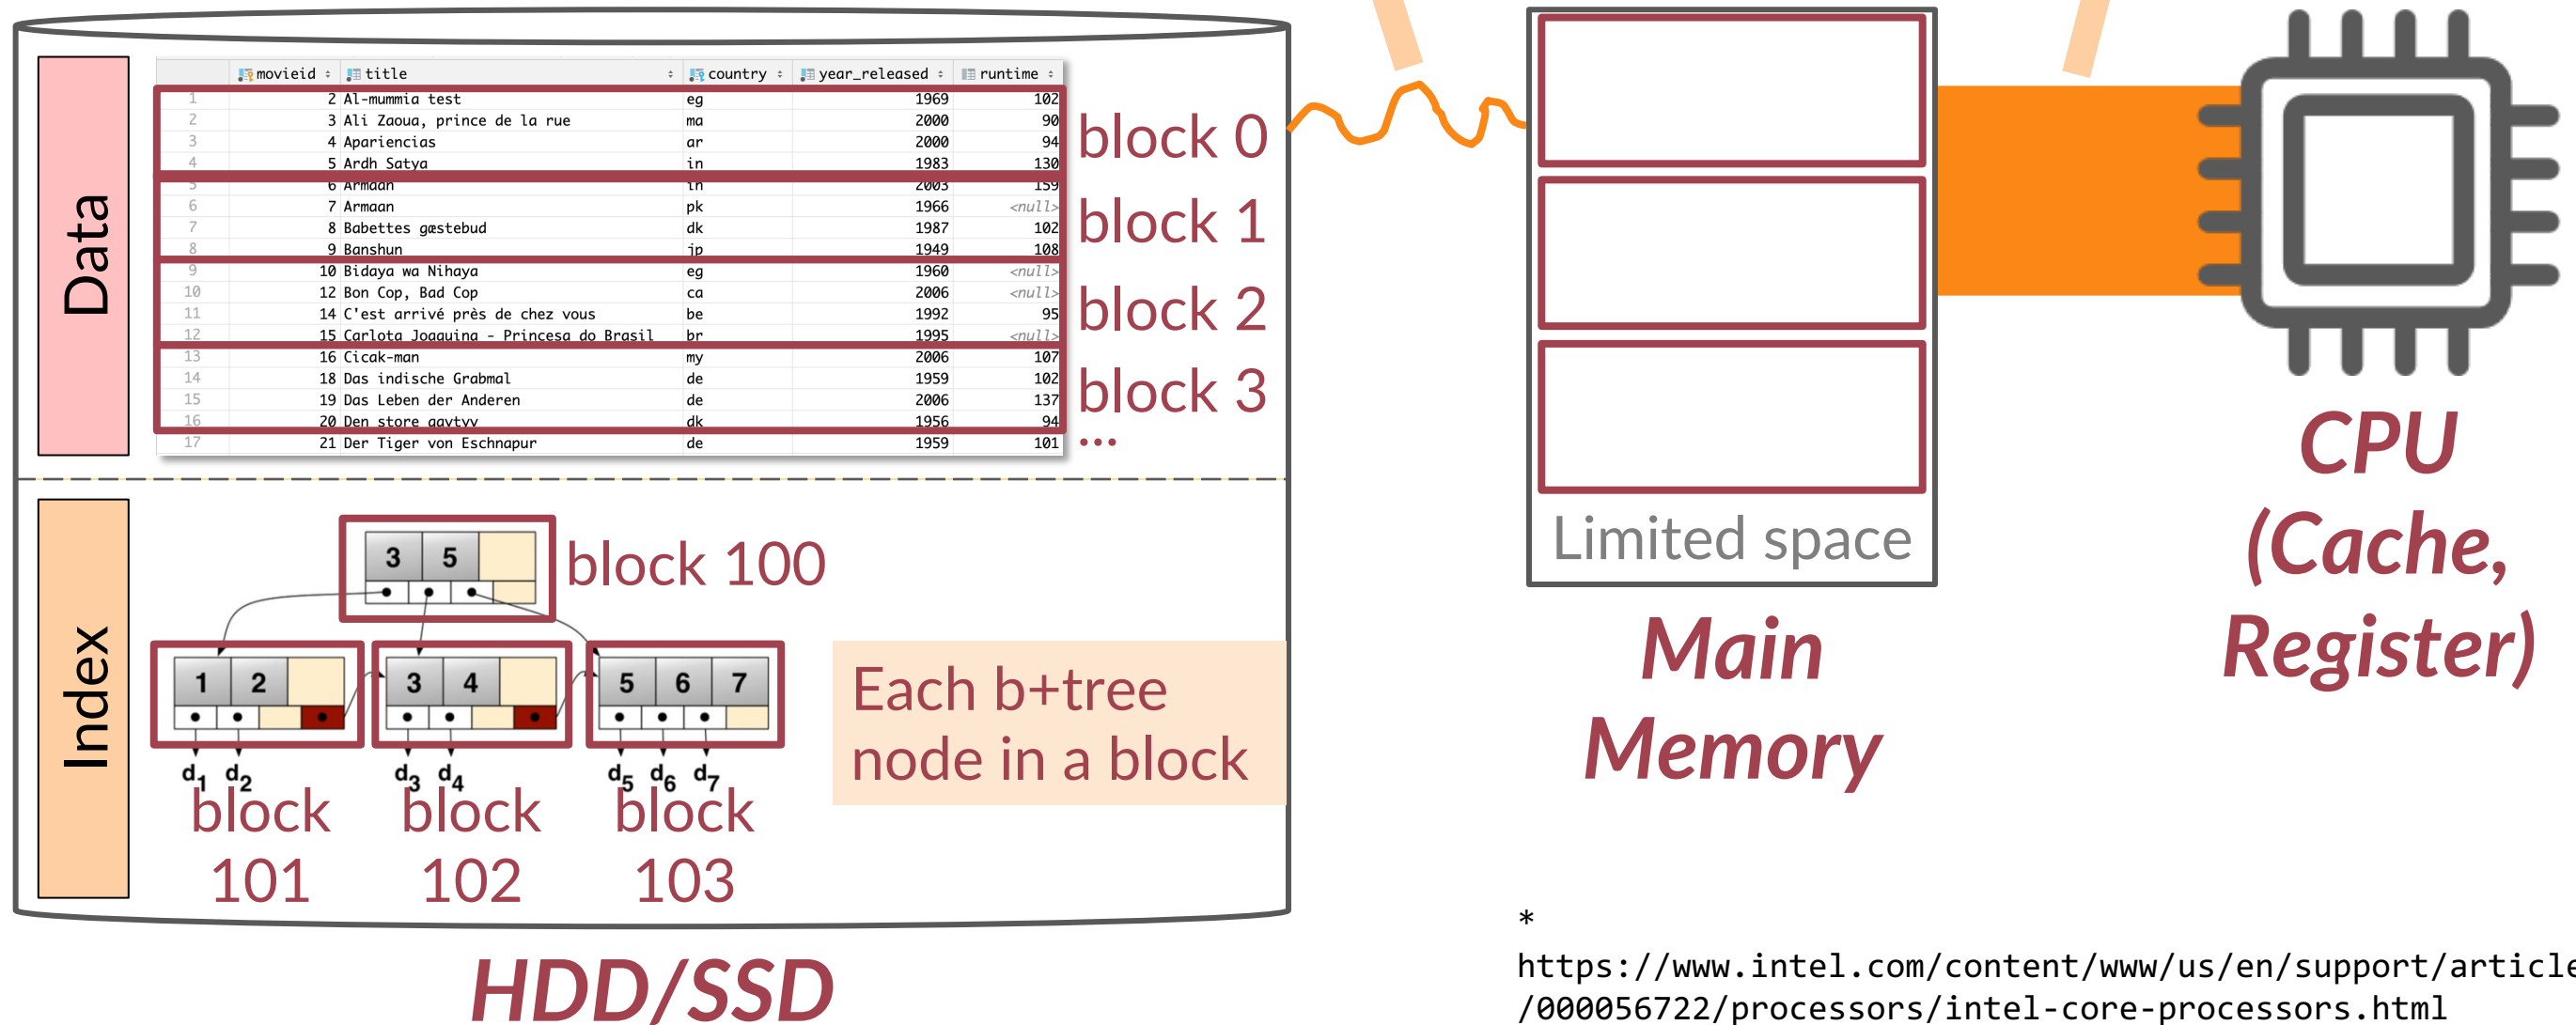 Data
movieid title country year_released runtime
1 2 Al-mummia test eg 1969 102
2 3 Ali Zaoua, prince de la rue ma 2000 90
3 4 Apariencias ar 2000 94
4 5 Ardh Satya in 1983 130
5 6 Armaan in 2003 159
6 7 Armaan pk 1966 <null>
7 8 Babettes gæstebud dk 1987 102
8 9 Banshun jp 1949 108
9 10 Bidaya wa Nihaya eg 1960 <null>
10 12 Bon Cop, Bad Cop ca 2006 <null>
11 14 C'est arrivé près de chez vous be 1992 95
12 15 Carlota Joaquina - Princesa do Brasil br 1995 <null>
13 16 Cicak-man my 2006 107
14 18 Das indische Grabmal de 1959 102
15 19 Das Leben der Anderen de 2006 137
16 20 Den store gavtyv dk 1956 94
17 21 Der Tiger von Eschnapur de 1959 101
block 0
block 1
block 2
block 3
...
Index
3 5
block 100
1 2
3 4
5 6 7
d1 d2
d3 d4
d5 d6 d7
block
101
block
102
block
103
Each b+tree
node in a block
HDD/SSD
Limited space
Main
Memory
CPU
(Cache,
Register)
*
https://www.intel.com/content/www/us/en/support/article
/000056722/processors/intel-core-processors.html